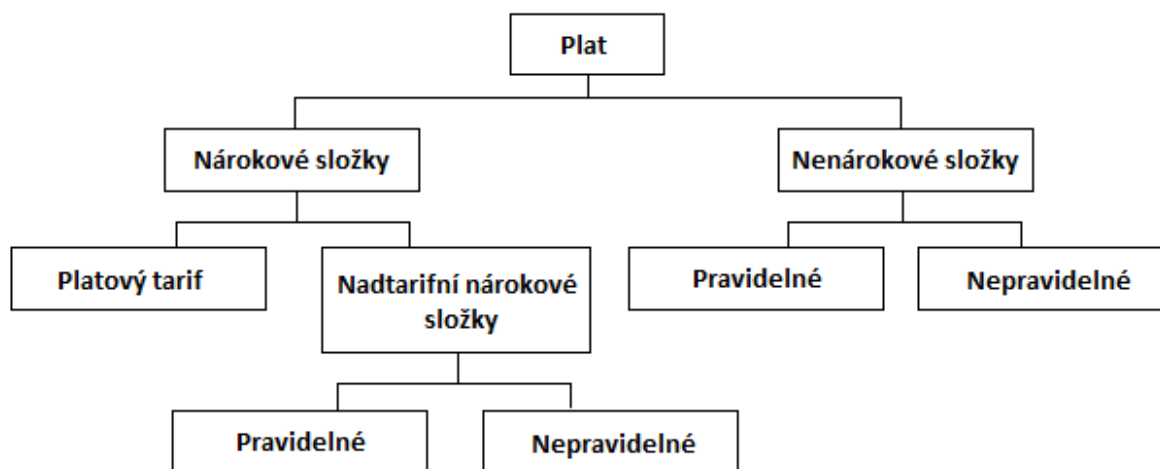 Plat
Nárokové složky
Nenárokové složky
Platový tarif
Nadtarifní nárokové
složky
Pravidelné
Nepravidelné
Pravidelné
Nepravidelné